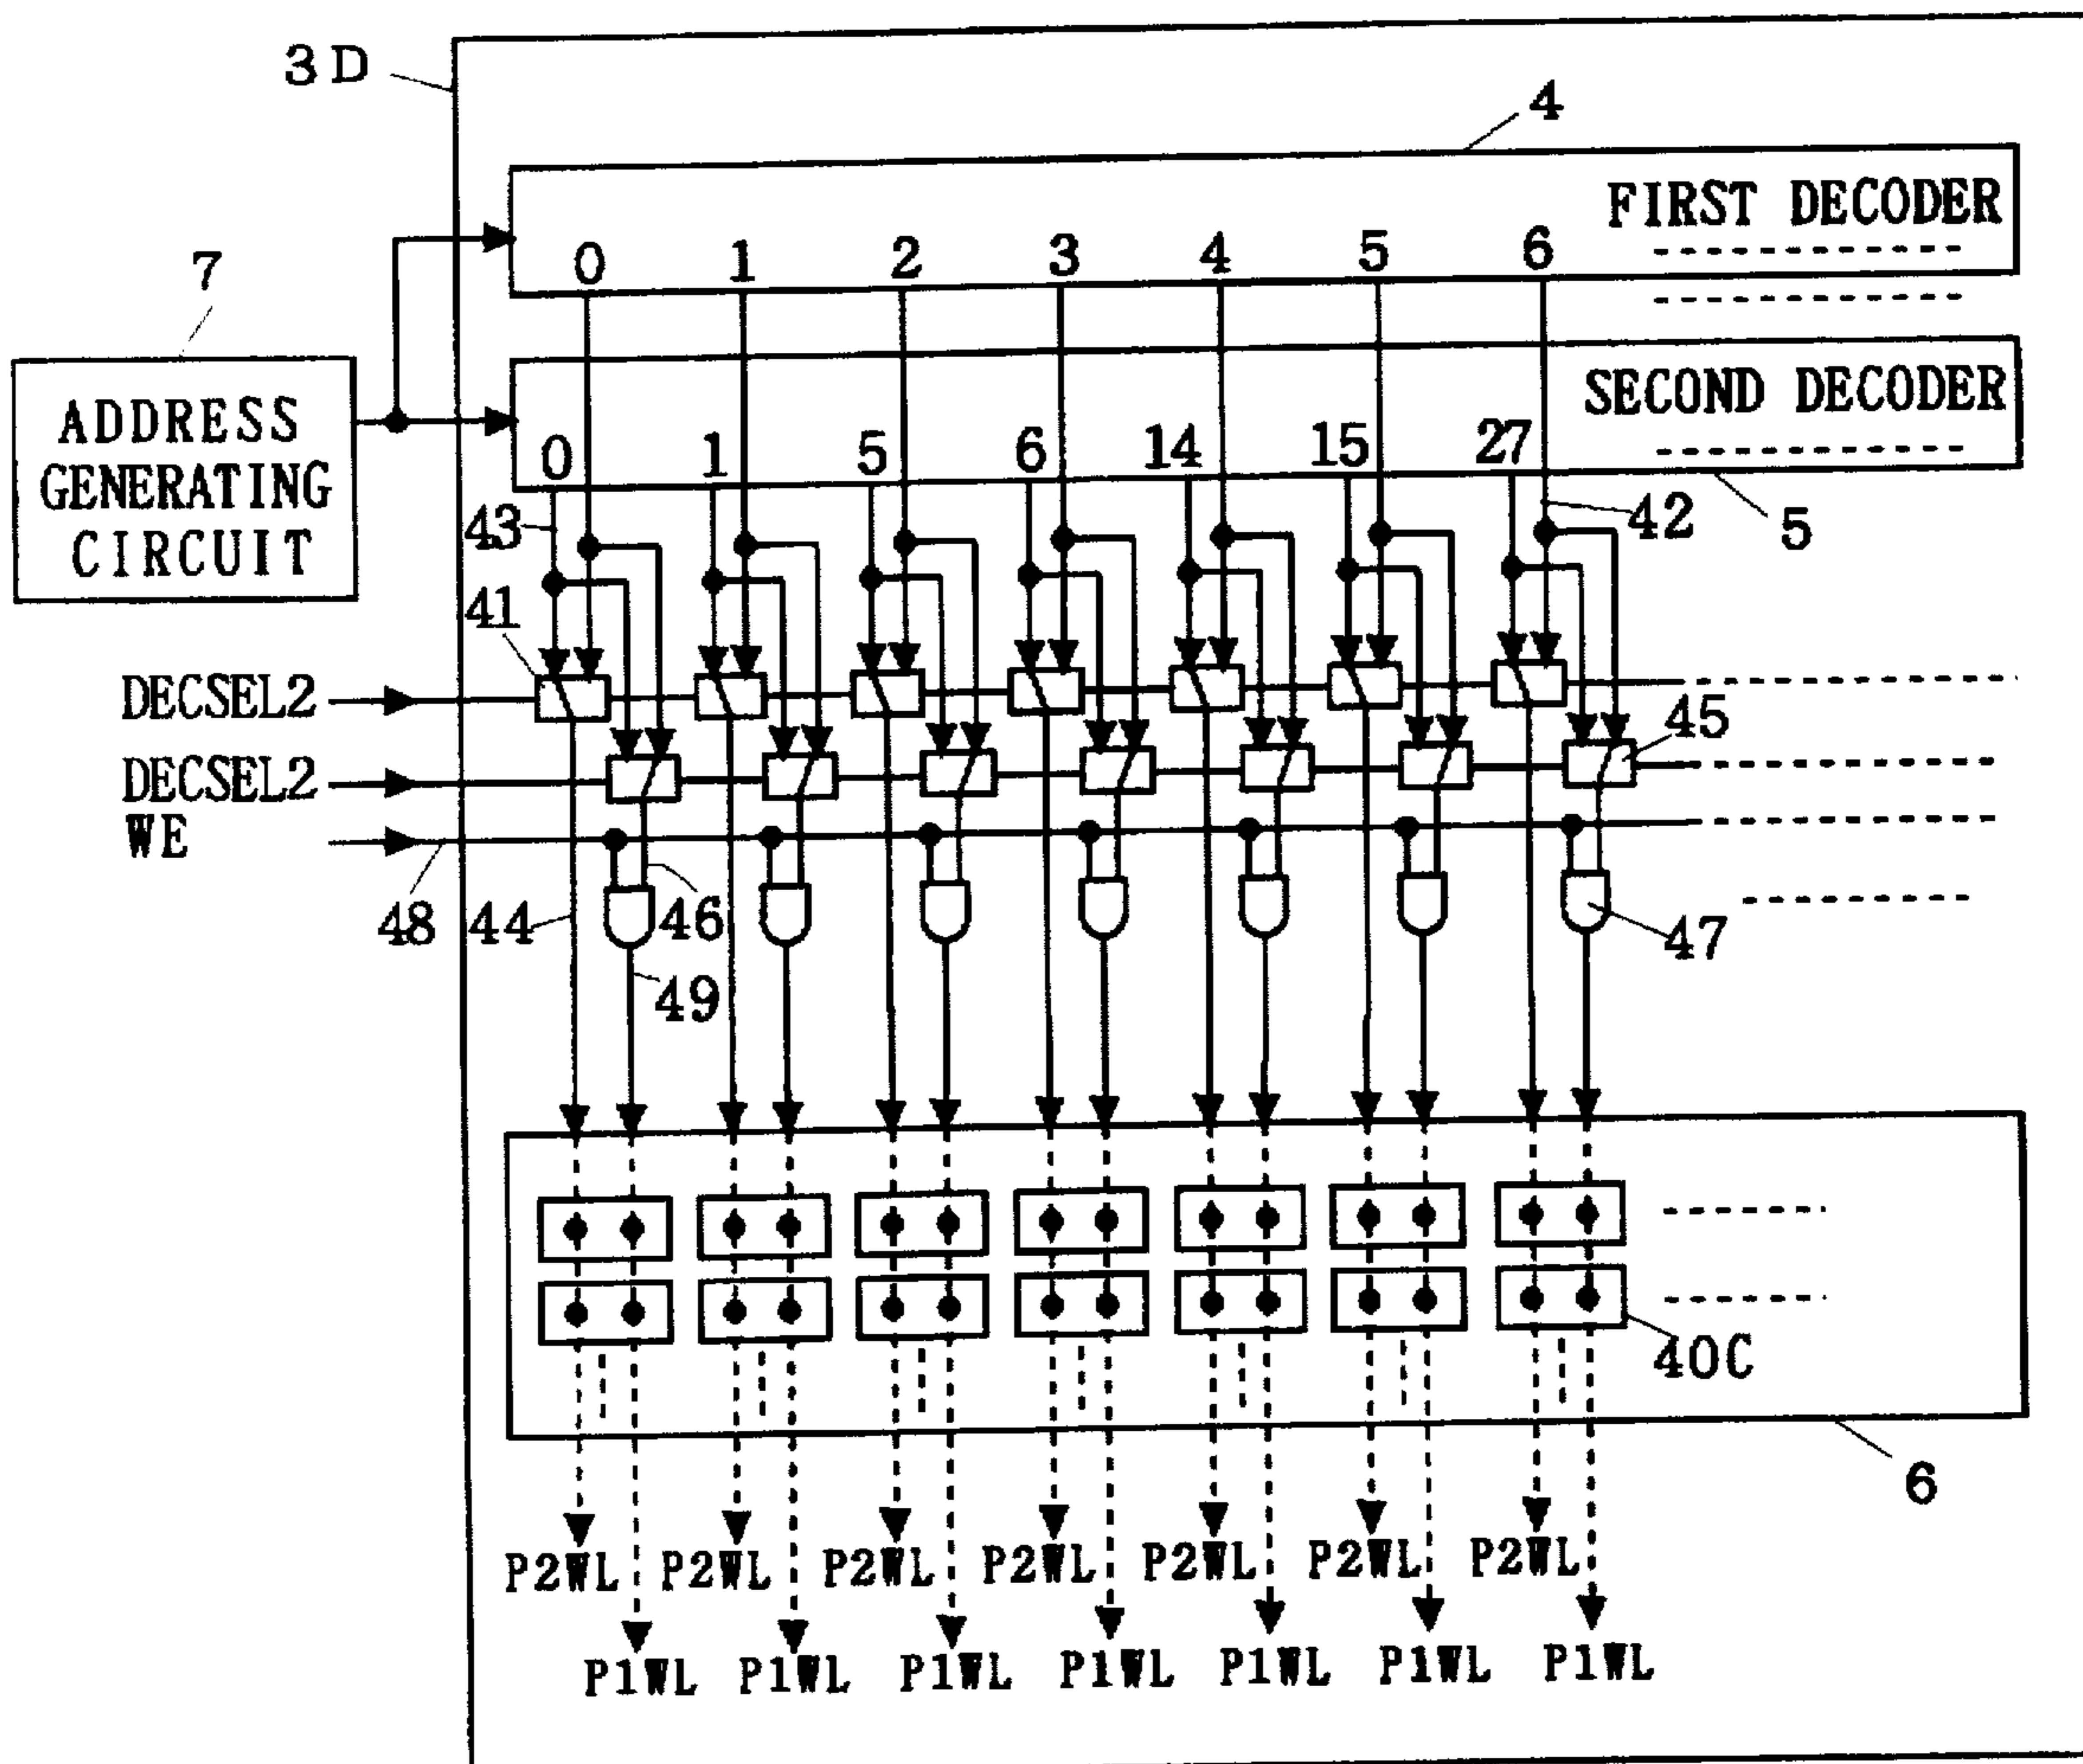 3D
4
FIRST DECODER
0 1 2 3 4 5 6
7
ADDRESS
GENERATING
CIRCUIT
SECOND DECODER
0 1 5 6 14 15 27
43
42
5
41
DECSEL2
45
DECSEL2
WE
48 44 46 47
49
40C
6
P2WL P2WL P2WL P2WL P2WL P2WL P2WL
P1WL P1WL P1WL P1WL P1WL P1WL P1WL